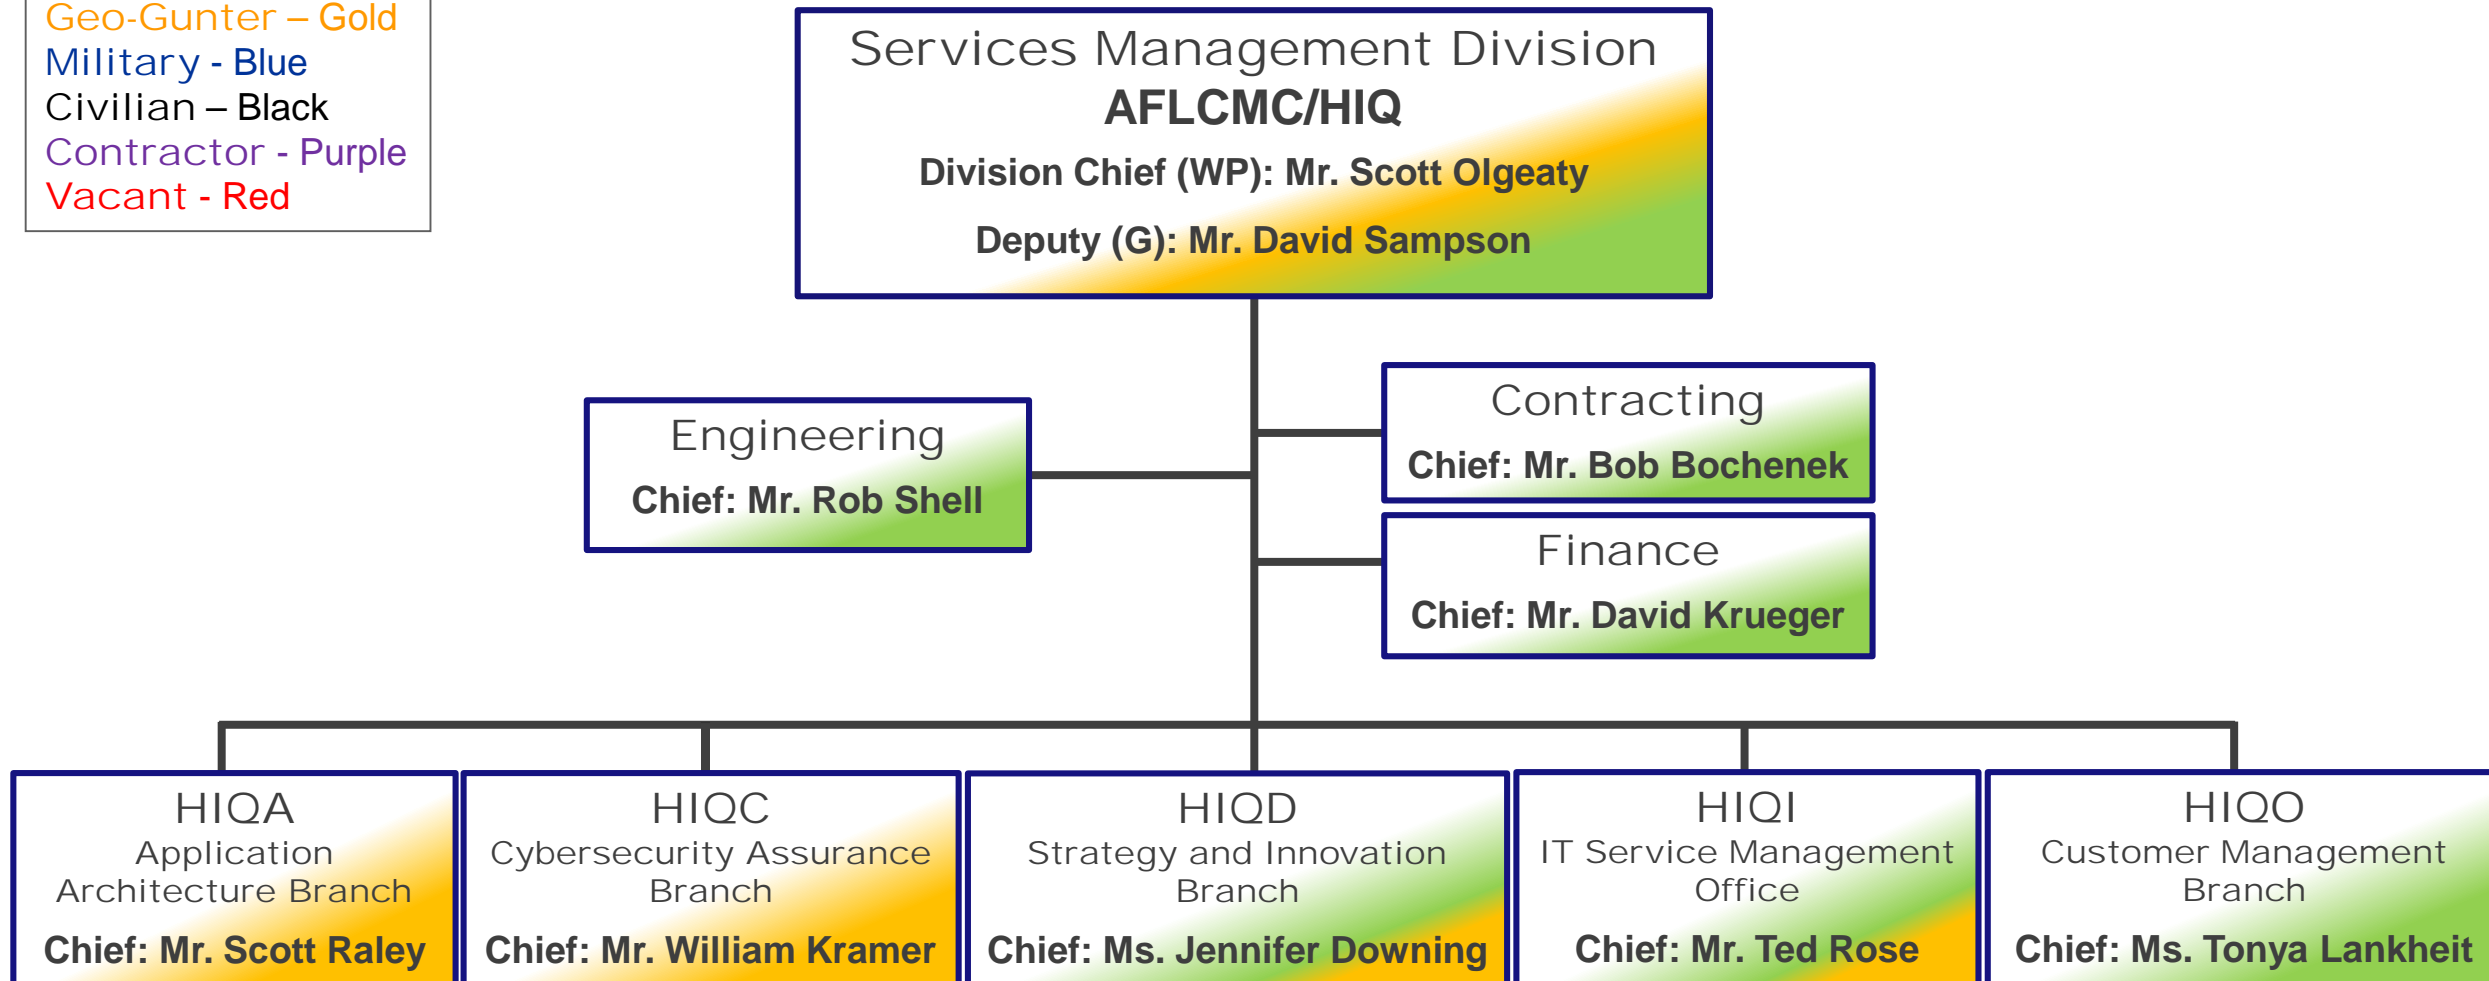 Geo-Gunter – Gold
Military - Blue
Civilian – Black
Contractor - Purple
Vacant - Red
Services Management Division
AFLCMC/HIQ
Division Chief (WP): Mr. Scott Olgeaty
Deputy (G): Mr. David Sampson
Engineering
Chief: Mr. Rob Shell
Contracting
Chief: Mr. Bob Bochenek
Finance
Chief: Mr. David Krueger
HIQA
Application
Architecture Branch
Chief: Mr. Scott Raley
HIQC
Cybersecurity Assurance
Branch
Chief: Mr. William Kramer
HIQD
Strategy and Innovation
Branch
Chief: Ms. Jennifer Downing
HIQI
IT Service Management
Office
Chief: Mr. Ted Rose
HIQO
Customer Management
Branch
Chief: Ms. Tonya Lankheit